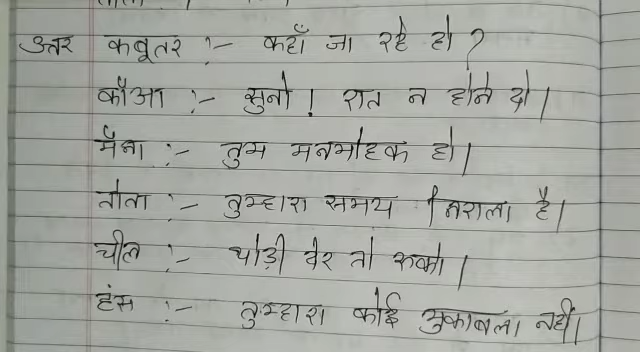 उत्तर कबूतर :- कहाँ जा रहे हो ?
कौआ :- सुनो ! रात न होने दो ।
मैना :- तुम मनमोहक हो ।
तोता :- तुम्हारा समय निराला है ।
चील :- थोड़ी देर तो रुको ।
हंस :- तुम्हारा कोई मुकाबला नहीं ।